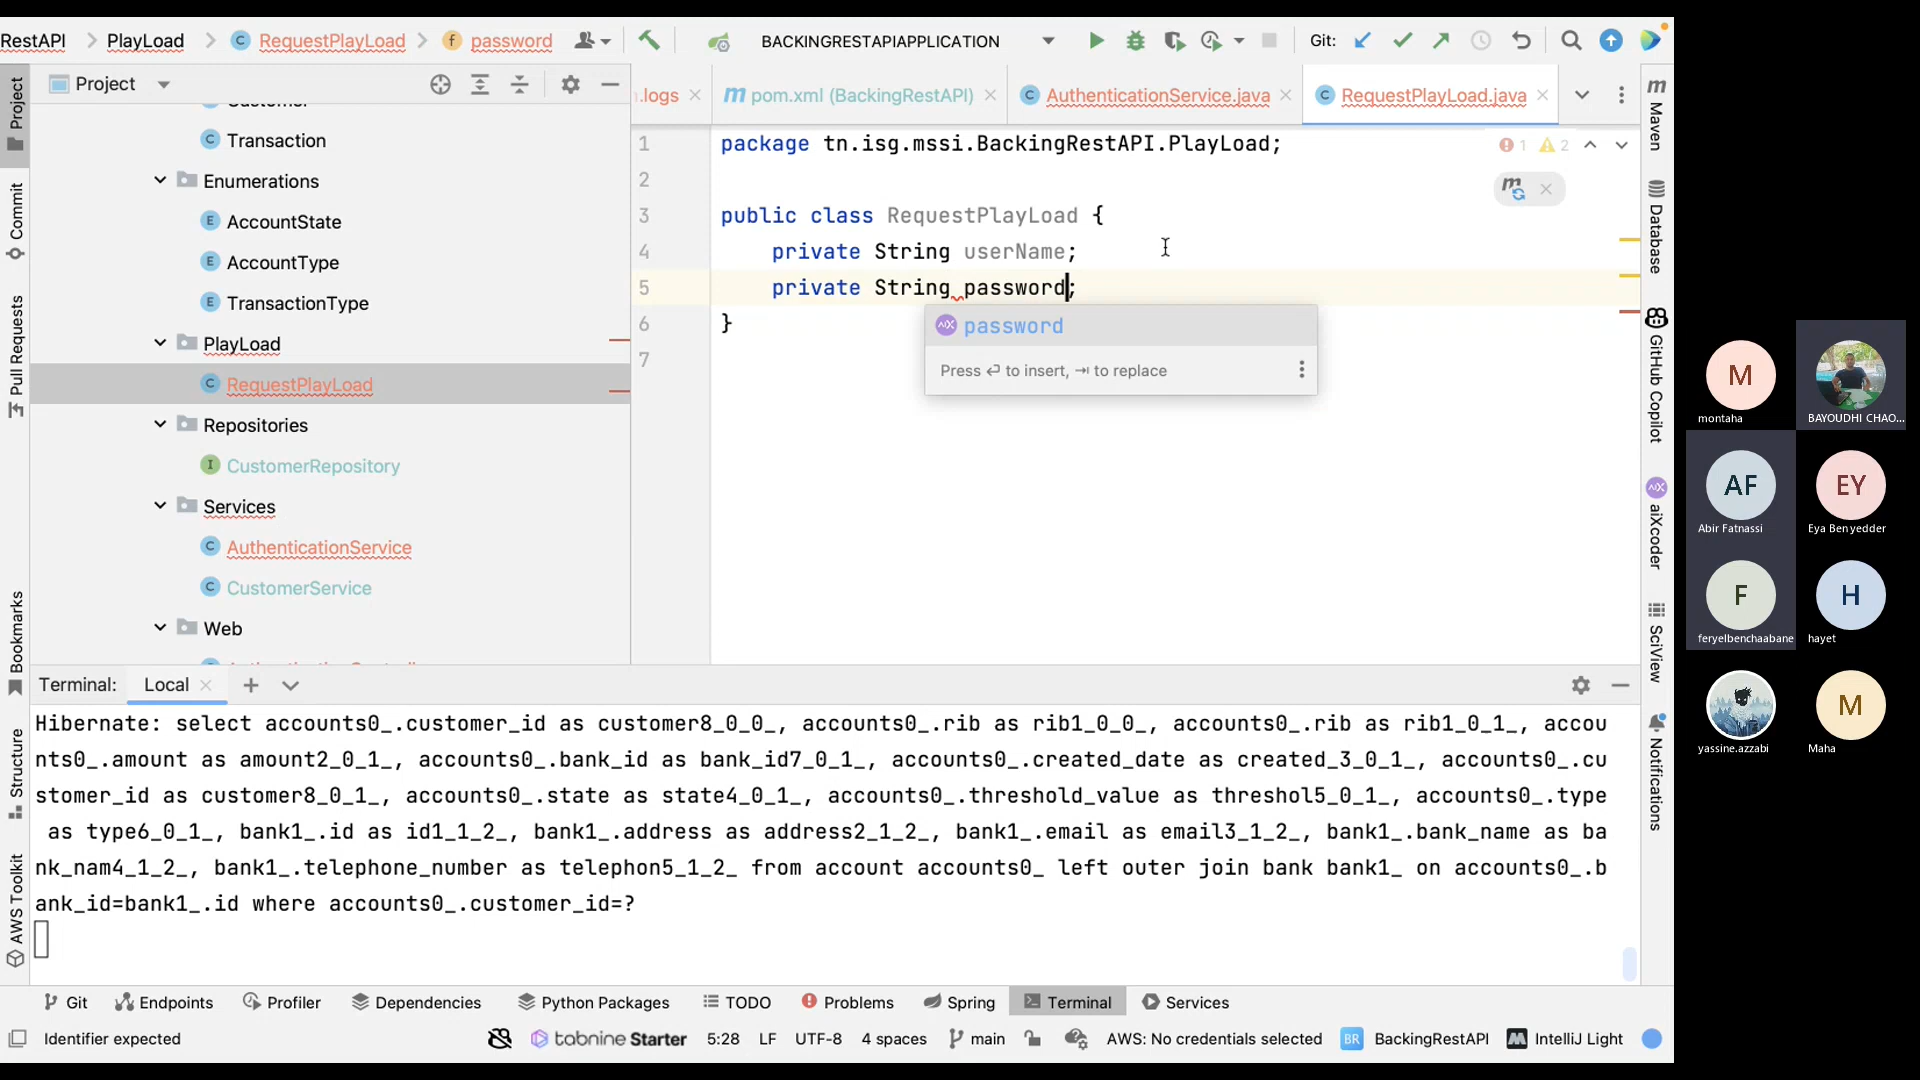 RestAPI PlayLoad RequestPlayLoad password BACKINGRESTAPIAPPLICATION Git:
Project
.logs pom.xml (BackingRestAPI) AuthenticationService.java RequestPlayLoad.java
Customer
Transaction
Enumerations
AccountState
AccountType
TransactionType
PlayLoad
RequestPlayLoad
Repositories
CustomerRepository
Services
AuthenticationService
CustomerService
Web
Project
Commit
Pull Requests
Bookmarks
Structure
AWS Toolkit
1 package tn.isg.mssi.BackingRestAPI.PlayLoad;
2
3 public class RequestPlayLoad {
4 private String userName;
5 private String password;
6 }
7
1 2
password
Press ⏎ to insert, ⇥ to replace
m Maven
Database
GitHub Copilot
aiXcoder
SciView
Notifications
Terminal: Local
Hibernate: select accounts0_.customer_id as customer8_0_0_, accounts0_.rib as rib1_0_0_, accounts0_.rib as rib1_0_1_, accou
nts0_.amount as amount2_0_1_, accounts0_.bank_id as bank_id7_0_1_, accounts0_.created_date as created_3_0_1_, accounts0_.cu
stomer_id as customer8_0_1_, accounts0_.state as state4_0_1_, accounts0_.threshold_value as threshol5_0_1_, accounts0_.type
as type6_0_1_, bank1_.id as id1_1_2_, bank1_.address as address2_1_2_, bank1_.email as email3_1_2_, bank1_.bank_name as ba
nk_nam4_1_2_, bank1_.telephone_number as telephon5_1_2_ from account accounts0_ left outer join bank bank1_ on accounts0_.b
ank_id=bank1_.id where accounts0_.customer_id=?
Git Endpoints Profiler Dependencies Python Packages TODO Problems Spring Terminal Services
Identifier expected tabnine Starter 5:28 LF UTF-8 4 spaces main AWS: No credentials selected BR BackingRestAPI IntelliJ Light
M
montaha
BAYOUDHI CHAO...
AF
Abir Fatnassi
EY
Eya Ben yedder
F
feryelbenchaabane
H
hayet
yassine.azzabi
M
Maha